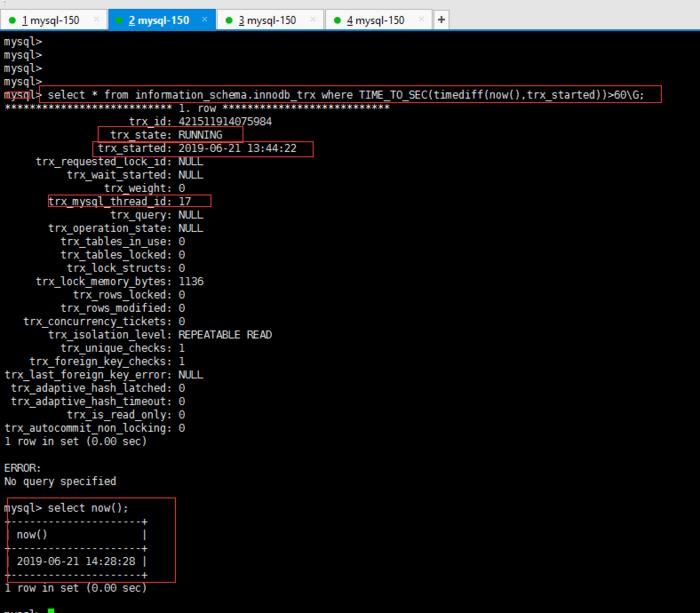 1 mysql-150 × 2 mysql-150 × 3 mysql-150 × 4 mysql-150 × +
mysql>
mysql>
mysql>
mysql>
mysql> select * from information_schema.innodb_trx where TIME_TO_SEC(timediff(now(),trx_started))>60\G;
*************************** 1. row ***************************
trx_id: 421511914075984
trx_state: RUNNING
trx_started: 2019-06-21 13:44:22
trx_requested_lock_id: NULL
trx_wait_started: NULL
trx_weight: 0
trx_mysql_thread_id: 17
trx_query: NULL
trx_operation_state: NULL
trx_tables_in_use: 0
trx_tables_locked: 0
trx_lock_structs: 0
trx_lock_memory_bytes: 1136
trx_rows_locked: 0
trx_rows_modified: 0
trx_concurrency_tickets: 0
trx_isolation_level: REPEATABLE READ
trx_unique_checks: 1
trx_foreign_key_checks: 1
trx_last_foreign_key_error: NULL
trx_adaptive_hash_latched: 0
trx_adaptive_hash_timeout: 0
trx_is_read_only: 0
trx_autocommit_non_locking: 0
1 row in set (0.00 sec)
ERROR:
No query specified
mysql> select now();
+---------------------+
| now()               |
+---------------------+
| 2019-06-21 14:28:28 |
+---------------------+
1 row in set (0.00 sec)
mysql>